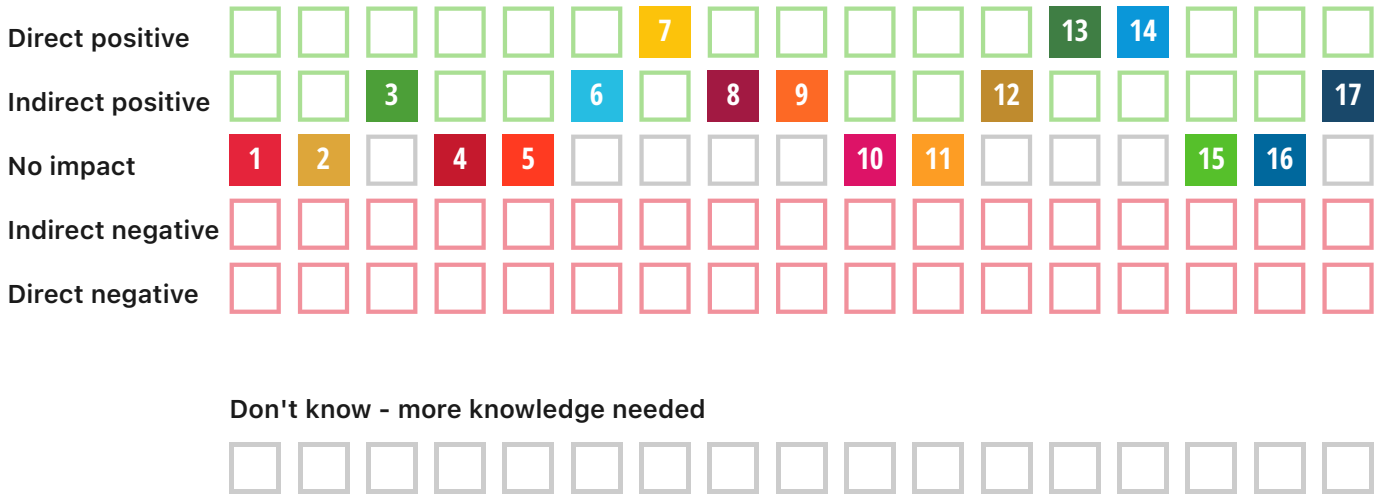 Direct positive 7 13 14
Indirect positive 3 6 8 9 12 17
No impact 1 2 4 5 10 11 15 16
Indirect negative
Direct negative
Don't know - more knowledge needed